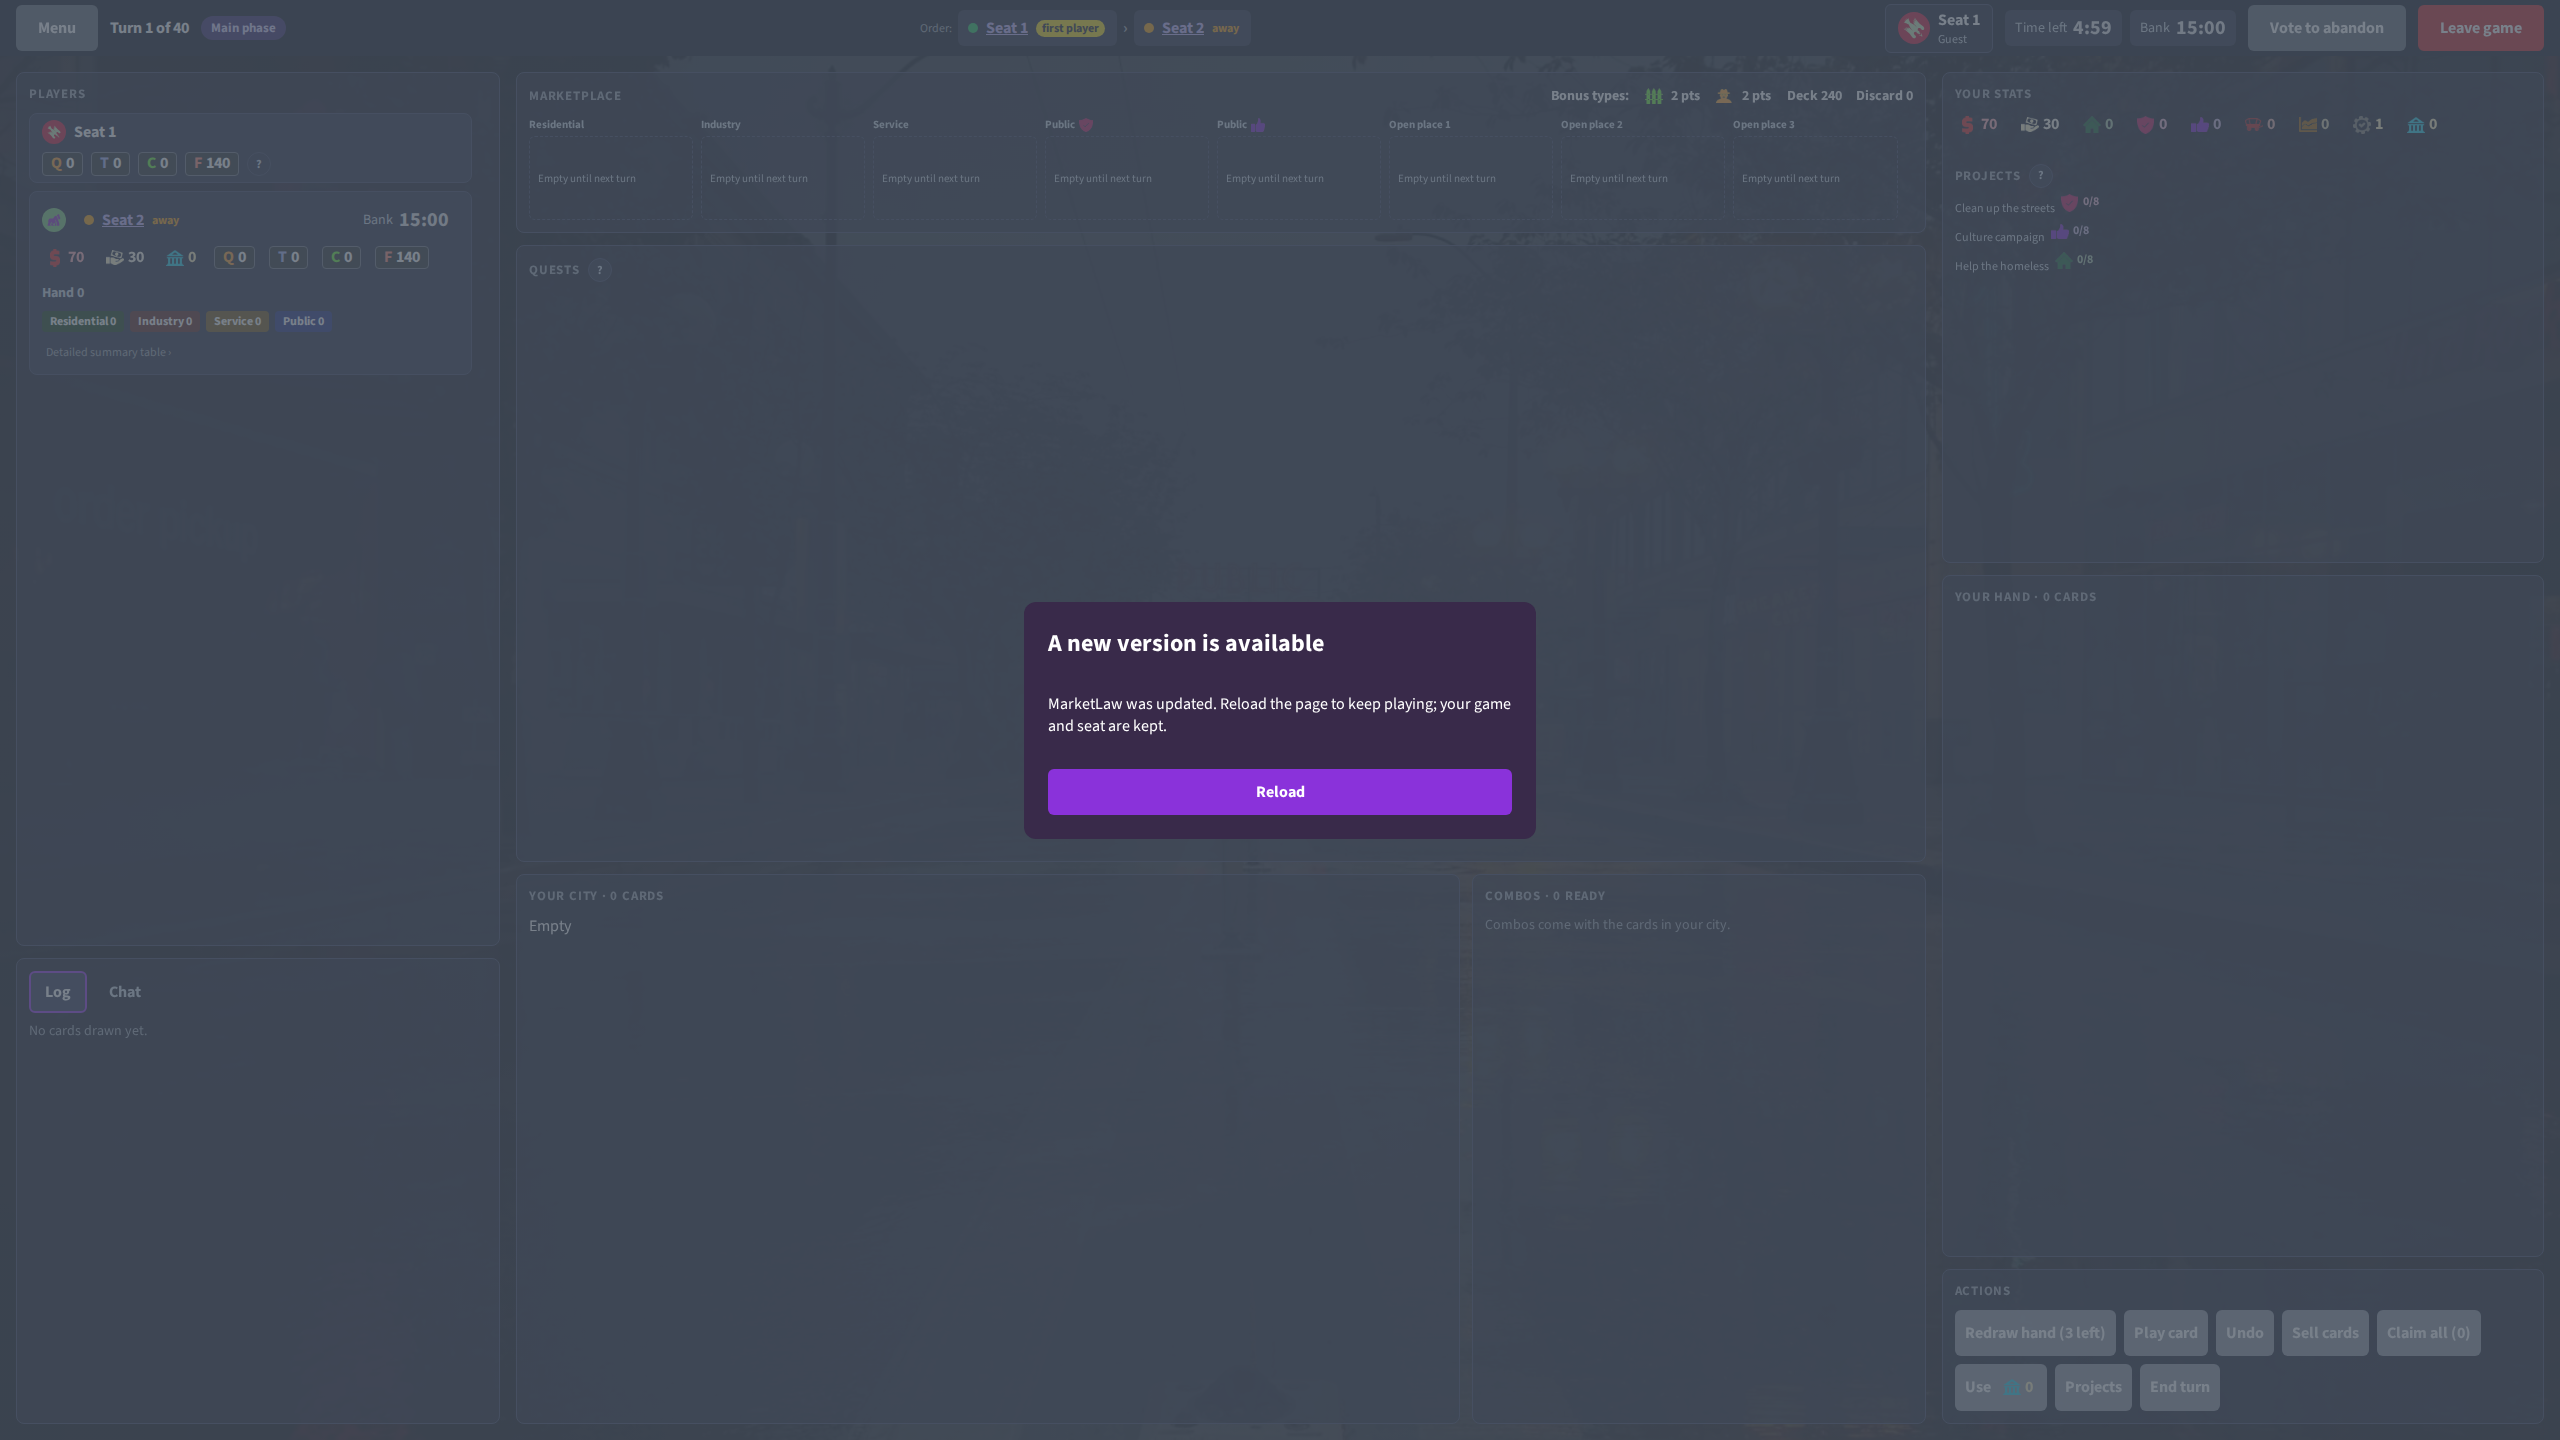 Menu
Turn 1 of 40
Main phase
Order:
Seat 1
first player
›
Seat 2
away
Seat 1
Guest
Time left 4:59
Bank 15:00
Vote to abandon
Leave game
PLAYERS
Seat 1
Q 0
T 0
C 0
F 140
?
Seat 2
away
Bank 15:00
70
30
0
Q 0
T 0
C 0
F 140
Hand 0
Residential 0
Industry 0
Service 0
Public 0
Detailed summary table ›
Log
Chat
No cards drawn yet.
MARKETPLACE
Bonus types:
2 pts
2 pts
Deck 240
Discard 0
Residential
Industry
Service
Public
Public
Open place 1
Open place 2
Open place 3
Empty until next turn
Empty until next turn
Empty until next turn
Empty until next turn
Empty until next turn
Empty until next turn
Empty until next turn
Empty until next turn
QUESTS
?
A new version is available
MarketLaw was updated. Reload the page to keep playing; your game
and seat are kept.
Reload
YOUR CITY · 0 CARDS
Empty
COMBOS · 0 READY
Combos come with the cards in your city.
YOUR STATS
70
30
0
0
0
0
0
1
0
PROJECTS
?
Clean up the streets 0/8
Culture campaign 0/8
Help the homeless 0/8
YOUR HAND · 0 CARDS
ACTIONS
Redraw hand (3 left)
Play card
Undo
Sell cards
Claim all (0)
Use 0
Projects
End turn